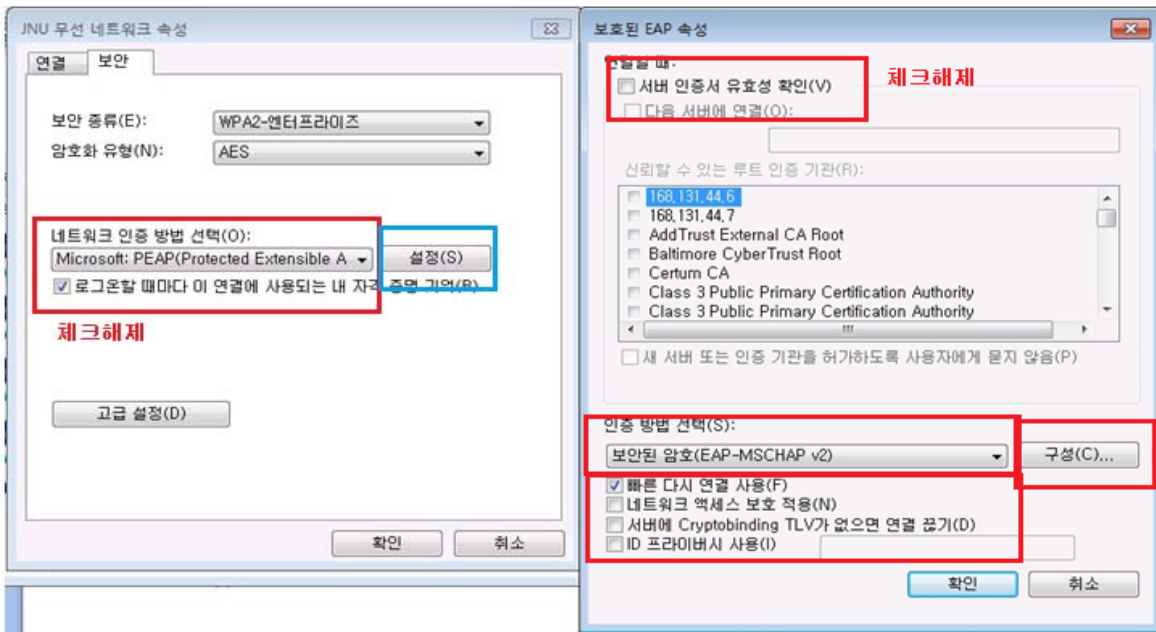 JNU 무선 네트워크 속성
연결
보안
보안 종류(E):
WPA2-엔터프라이즈
암호화 유형(N):
AES
네트워크 인증 방법 선택(O):
Microsoft: PEAP(Protected Extensible A
설정(S)
로그온할 때마다 이 연결에 사용되는 내 자격 증명 기억(R)
체크해제
고급 설정(D)
확인
취소
보호된 EAP 속성
연결할 때:
서버 인증서 유효성 확인(V)
체크해제
다음 서버에 연결(O):
신뢰할 수 있는 루트 인증 기관(R):
168.131.44.6
168.131.44.7
AddTrust External CA Root
Baltimore CyberTrust Root
Certum CA
Class 3 Public Primary Certification Authority
Class 3 Public Primary Certification Authority
새 서버 또는 인증 기관을 허가하도록 사용자에게 묻지 않음(P)
인증 방법 선택(S):
보안된 암호(EAP-MSCHAP v2)
구성(C)...
빠른 다시 연결 사용(F)
네트워크 액세스 보호 적용(N)
서버에 Cryptobinding TLV가 없으면 연결 끊기(D)
ID 프라이버시 사용(I)
확인
취소